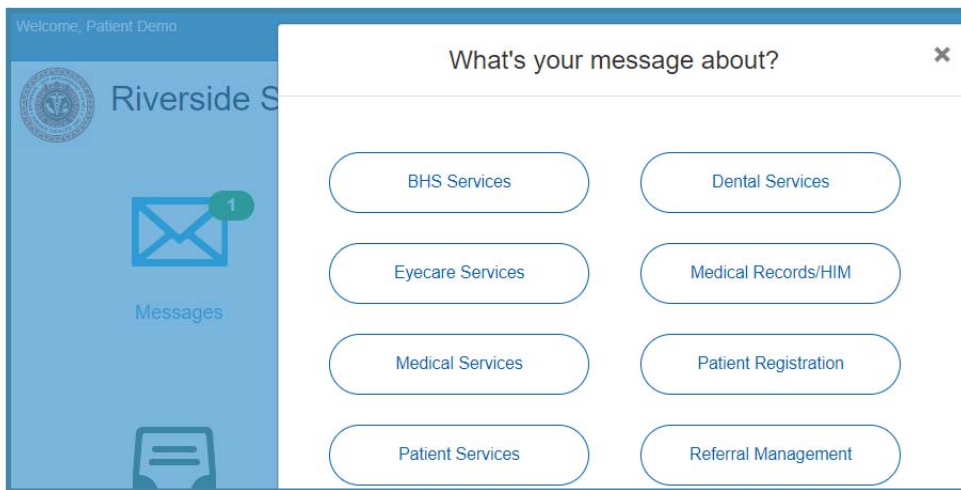 Welcome, Patient Demo
What's your message about?
×
Riverside S
BHS Services
Dental Services
1
Eyecare Services
Medical Records/HIM
Messages
Medical Services
Patient Registration
Patient Services
Referral Management